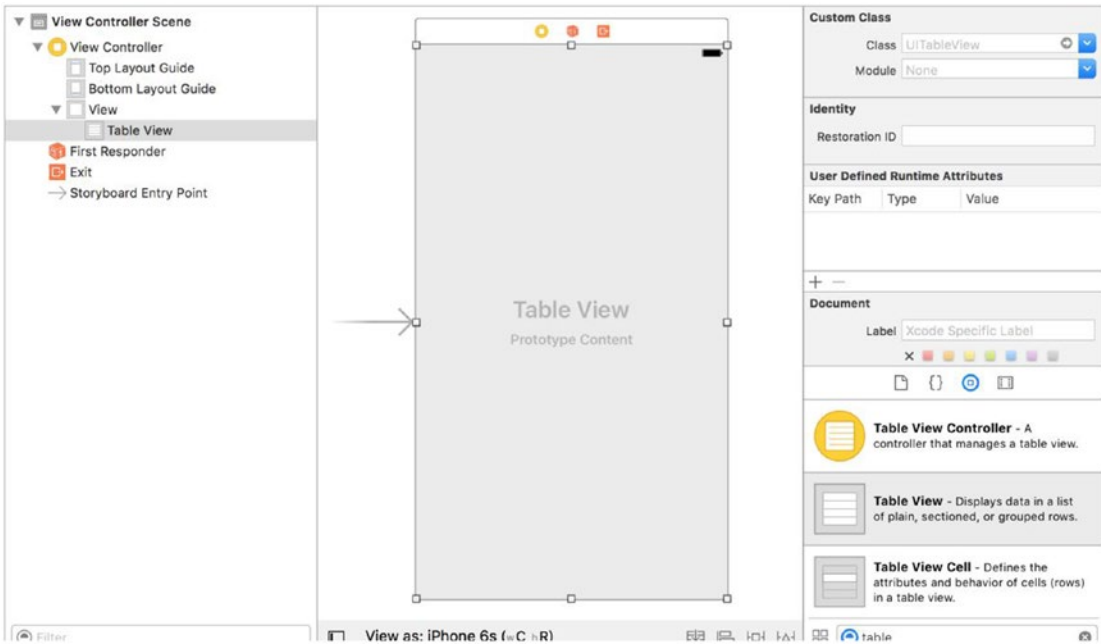 View Controller Scene
View Controller
Top Layout Guide
Bottom Layout Guide
View
Table View
First Responder
Exit
Storyboard Entry Point
Filter
Table View
Prototype Content
View as: iPhone 6s (wC hR)
Custom Class
Class UITableView
Module None
Identity
Restoration ID
User Defined Runtime Attributes
Key Path Type Value
Document
Label Xcode Specific Label
Table View Controller - A
controller that manages a table view.
Table View - Displays data in a list
of plain, sectioned, or grouped rows.
Table View Cell - Defines the
attributes and behavior of cells (rows)
in a table view.
table